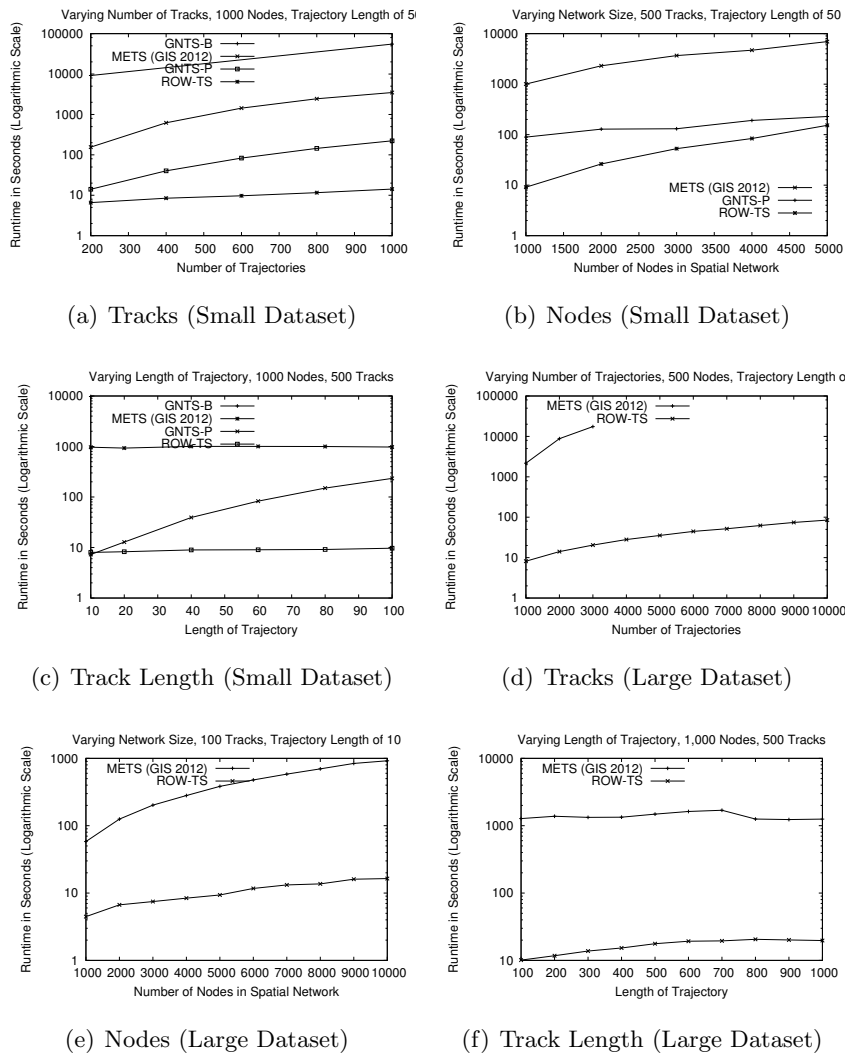 Varying Number of Tracks, 1000 Nodes, Trajectory Length of 50
Runtime in Seconds (Logarithmic Scale)
100000
10000
1000
100
10
1
GNTS-B
METS (GIS 2012)
GNTS-P
ROW-TS
200 300 400 500 600 700 800 900 1000
Number of Trajectories
(a) Tracks (Small Dataset)
Varying Network Size, 500 Tracks, Trajectory Length of 50
Runtime in Seconds (Logarithmic Scale)
10000
1000
100
10
1
METS (GIS 2012)
GNTS-P
ROW-TS
1000 1500 2000 2500 3000 3500 4000 4500 5000
Number of Nodes in Spatial Network
(b) Nodes (Small Dataset)
Varying Length of Trajectory, 1000 Nodes, 500 Tracks
Runtime in Seconds (Logarithmic Scale)
10000
1000
100
10
1
GNTS-B
METS (GIS 2012)
GNTS-P
ROW-TS
10 20 30 40 50 60 70 80 90 100
Length of Trajectory
(c) Track Length (Small Dataset)
Varying Number of Trajectories, 500 Nodes, Trajectory Length o
Runtime in Seconds (Logarithmic Scale)
100000
10000
1000
100
10
1
METS (GIS 2012)
ROW-TS
1000 2000 3000 4000 5000 6000 7000 8000 9000 10000
Number of Trajectories
(d) Tracks (Large Dataset)
Varying Network Size, 100 Tracks, Trajectory Length of 10
Runtime in Seconds (Logarithmic Scale)
1000
100
10
1
METS (GIS 2012)
ROW-TS
1000 2000 3000 4000 5000 6000 7000 8000 9000 10000
Number of Nodes in Spatial Network
(e) Nodes (Large Dataset)
Varying Length of Trajectory, 1,000 Nodes, 500 Tracks
Runtime in Seconds (Logarithmic Scale)
10000
1000
100
10
METS (GIS 2012)
ROW-TS
100 200 300 400 500 600 700 800 900 1000
Length of Trajectory
(f) Track Length (Large Dataset)